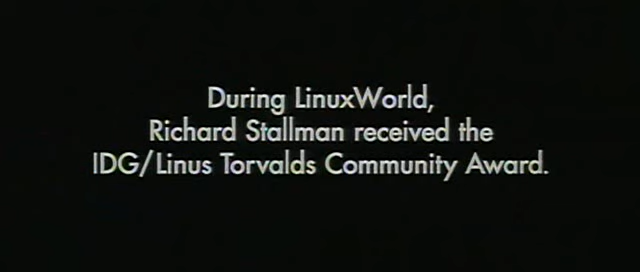 During LinuxWorld,
Richard Stallman received the
IDG/Linus Torvalds Community Award.